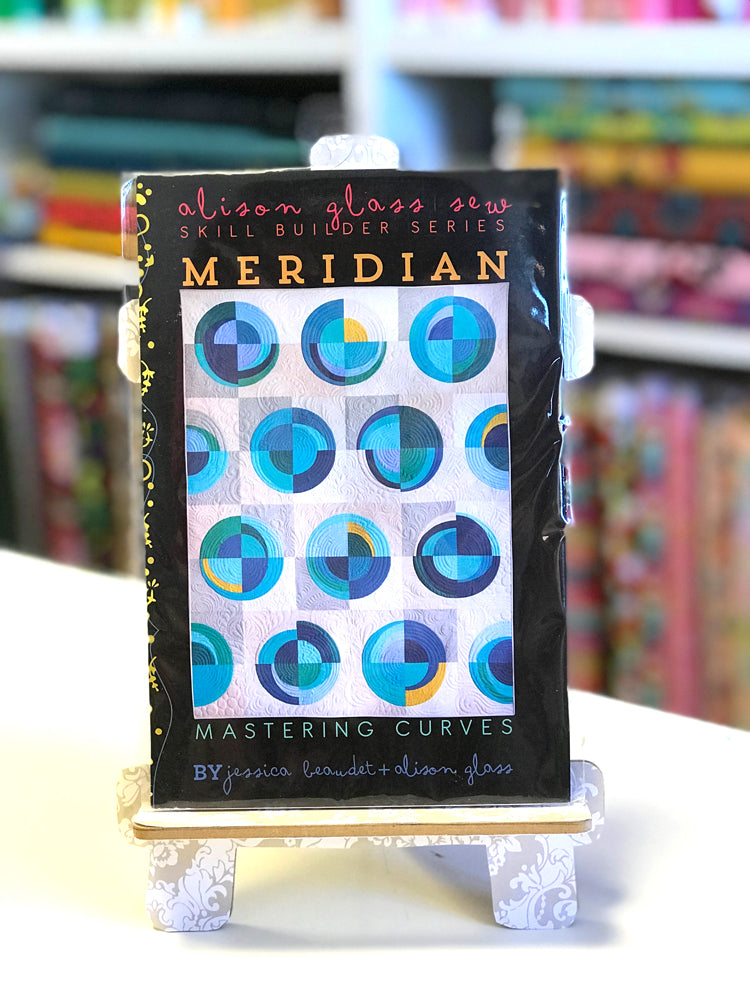 alison glass | sew
SKILL BUILDER SERIES
MERIDIAN
MASTERING CURVES
BY jessica beaudet + alison glass